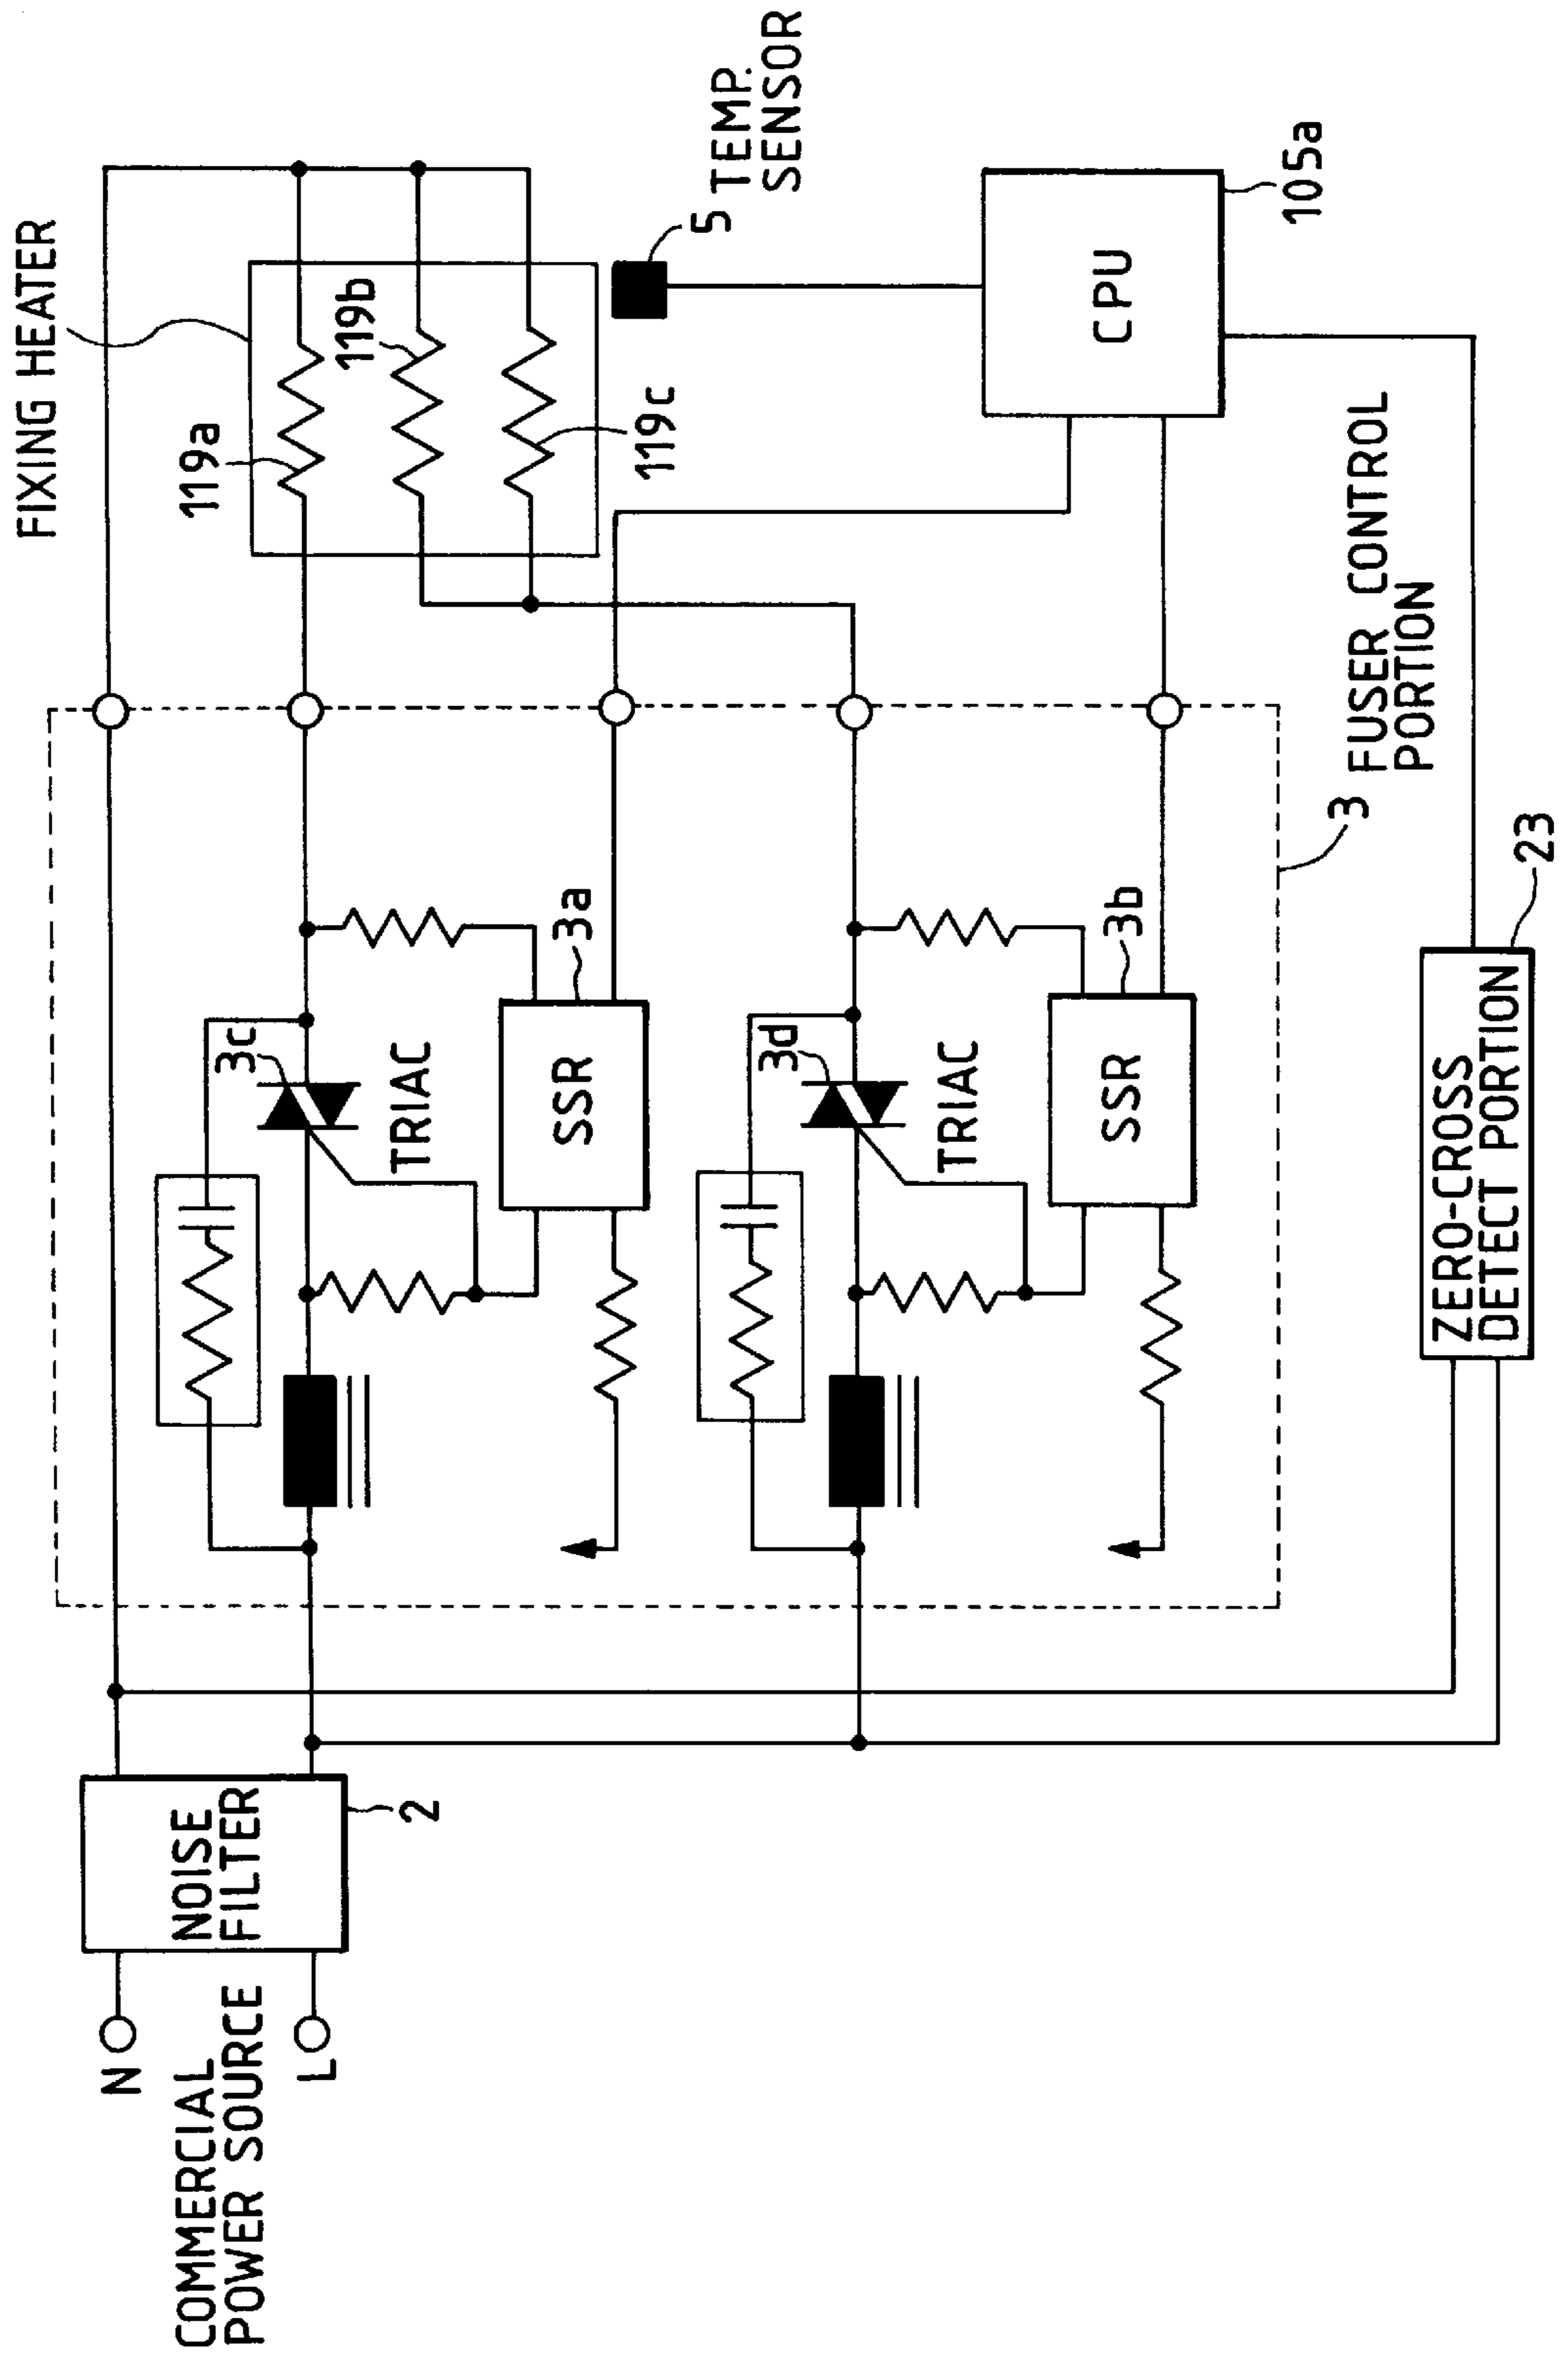 COMMERCIAL
POWER SOURCE
N
L
NOISE
FILTER
2
3c
TRIAC
SSR
3a
3d
TRIAC
SSR
3b
3
FUSER CONTROL
PORTION
ZERO-CROSS
DETECT PORTION
23
FIXING HEATER
119a
119b
119c
5
TEMP.
SENSOR
CPU
105a